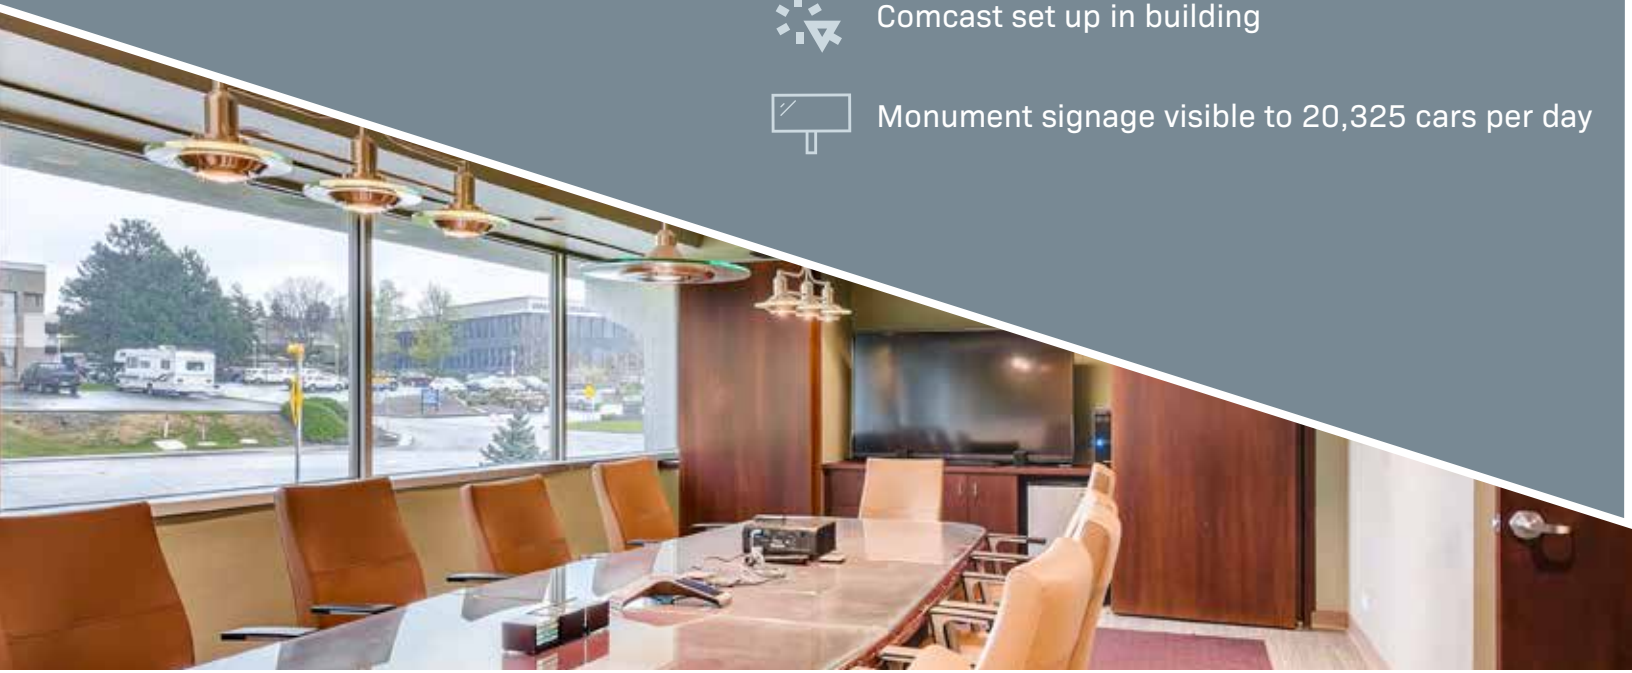 Comcast set up in building
Monument signage visible to 20,325 cars per day